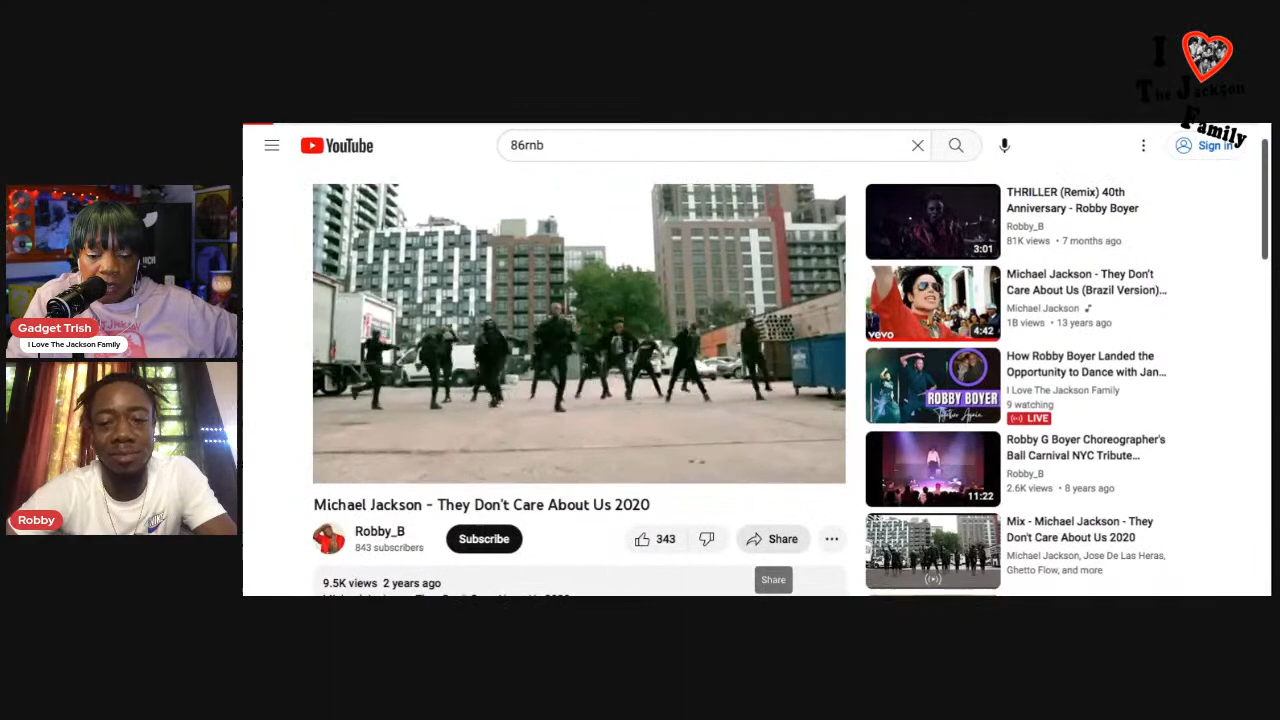 I
The Jackson
Family
YouTube
86rnb
Sign in
THRILLER (Remix) 40th
Anniversary - Robby Boyer
Robby_B
81K views • 7 months ago
3:01
Michael Jackson - They Don't
Care About Us (Brazil Version)...
Michael Jackson
1B views • 13 years ago
vevo
4:42
How Robby Boyer Landed the
Opportunity to Dance with Jan...
I Love The Jackson Family
9 watching
LIVE
ROBBY BOYER
Together Again
Robby G Boyer Choreographer's
Ball Carnival NYC Tribute...
Robby_B
2.6K views • 8 years ago
11:22
Mix - Michael Jackson - They
Don't Care About Us 2020
Michael Jackson, Jose De Las Heras,
Ghetto Flow, and more
Gadget Trish
I Love The Jackson Family
Robby
Michael Jackson - They Don't Care About Us 2020
Robby_B
843 subscribers
Subscribe
343
Share
9.5K views 2 years ago
Share